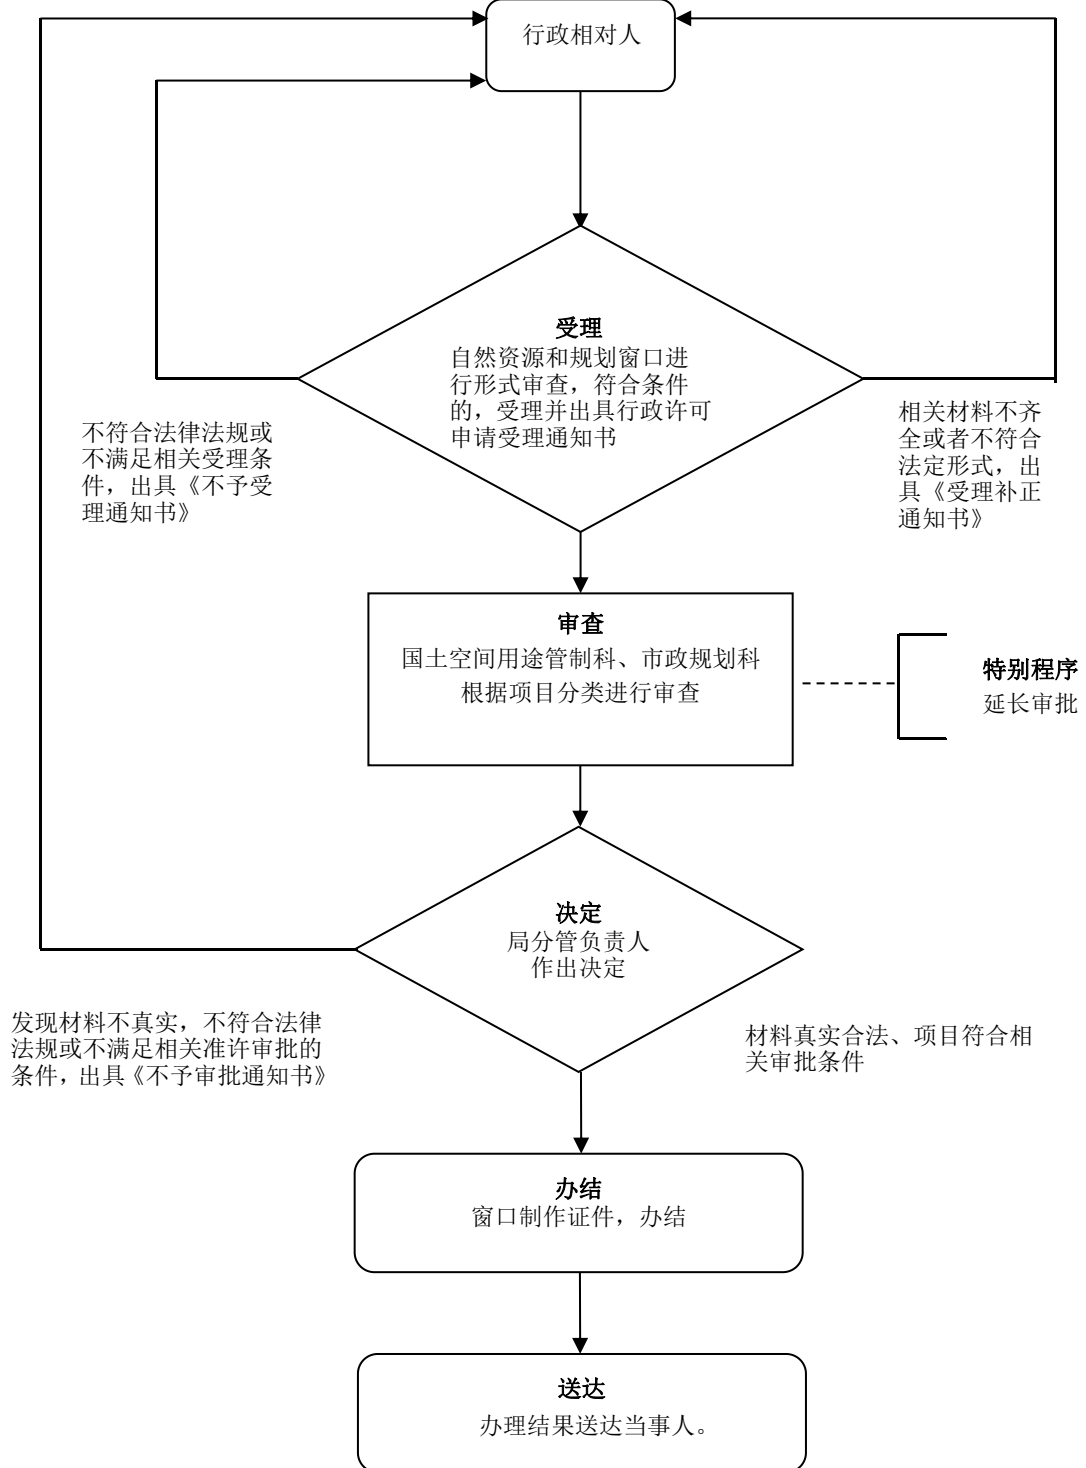 行政相对人
受理
自然资源和规划窗口进
行形式审查，符合条件
的，受理并出具行政许可
申请受理通知书
不符合法律法规或
不满足相关受理条
件，出具《不予受
理通知书》
相关材料不齐
全或者不符合
法定形式，出
具《受理补正
通知书》
审查
国土空间用途管制科、市政规划科
根据项目分类进行审查
特别程序
延长审批
决定
局分管负责人
作出决定
发现材料不真实，不符合法律
法规或不满足相关准许审批的
条件，出具《不予审批通知书》
材料真实合法、项目符合相
关审批条件
办结
窗口制作证件，办结
送达
办理结果送达当事人。